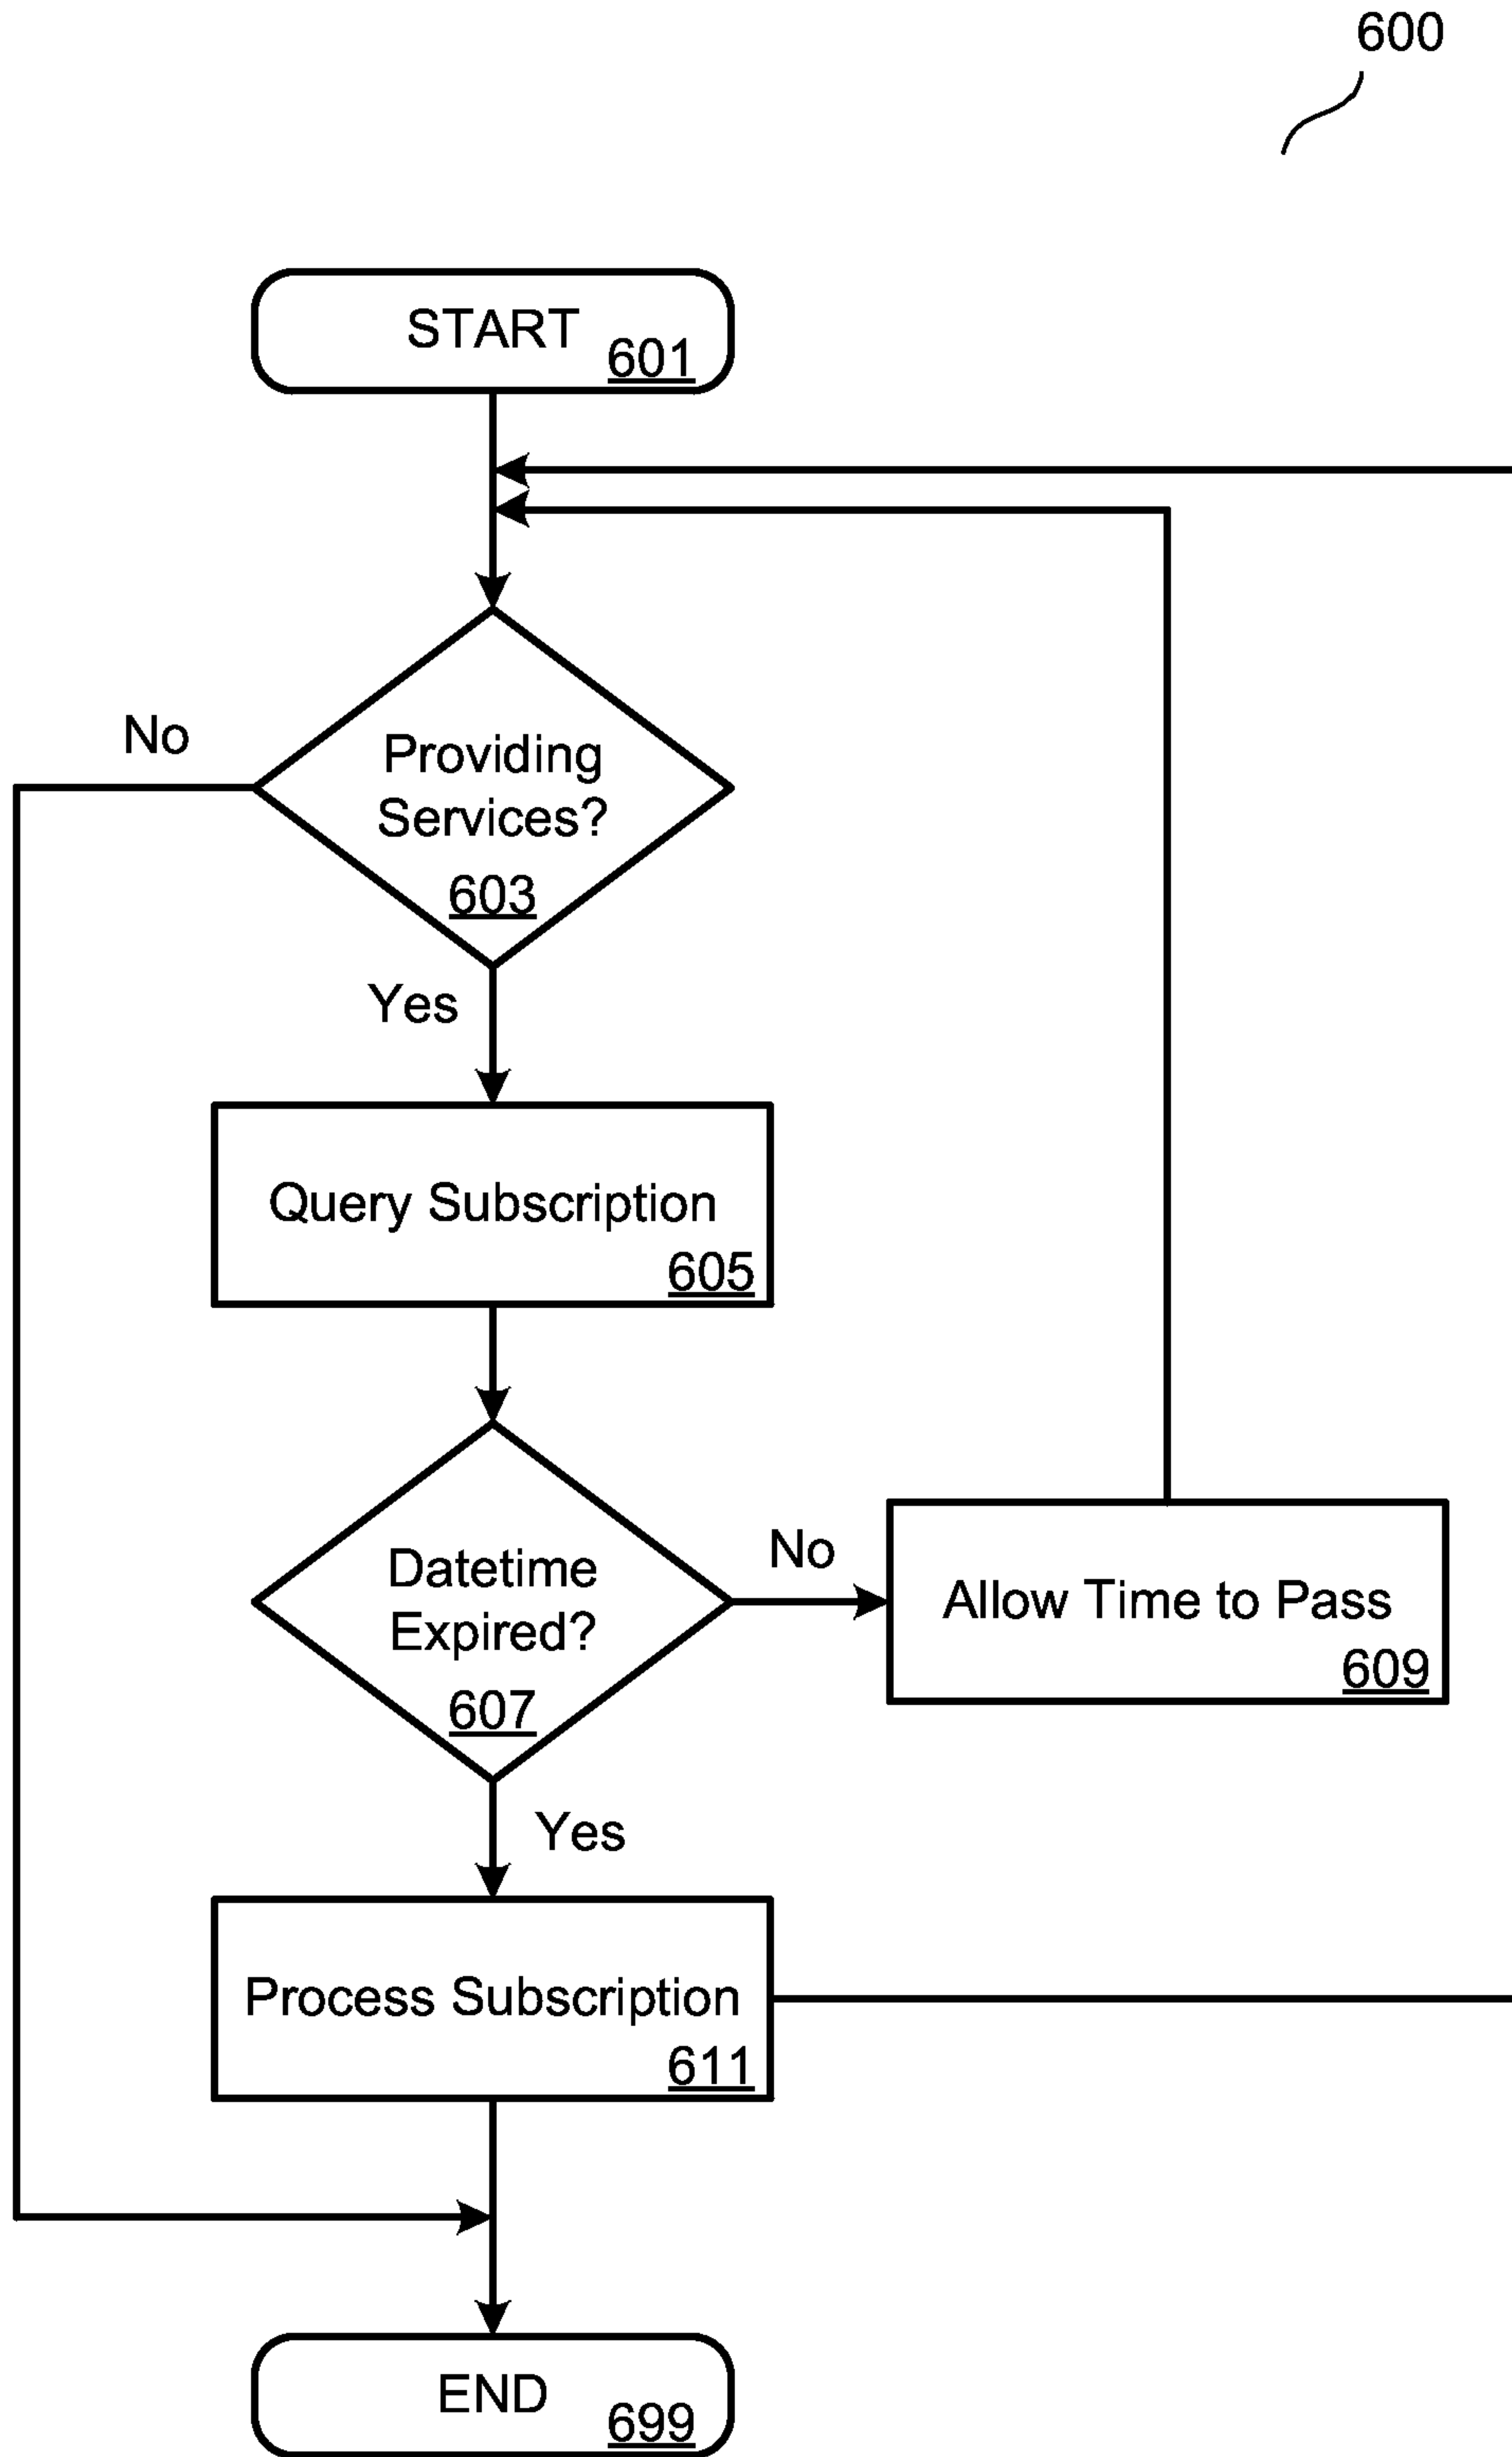 600
START
601
No
Providing
Services?
603
Yes
Query Subscription
605
Datetime
Expired?
607
No
Allow Time to Pass
609
Yes
Process Subscription
611
END
699